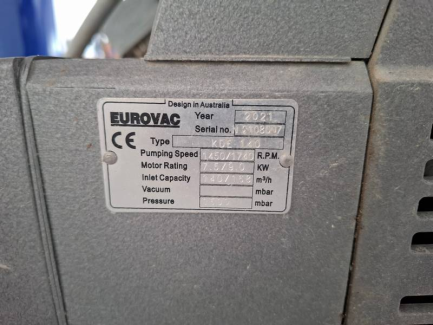 Design in Australia
EUROVAC Year 2021
Serial no.
CE Type
Pumping Speed R.P.M.
Motor Rating KW
Inlet Capacity m³/h
Vacuum mbar
Pressure mbar